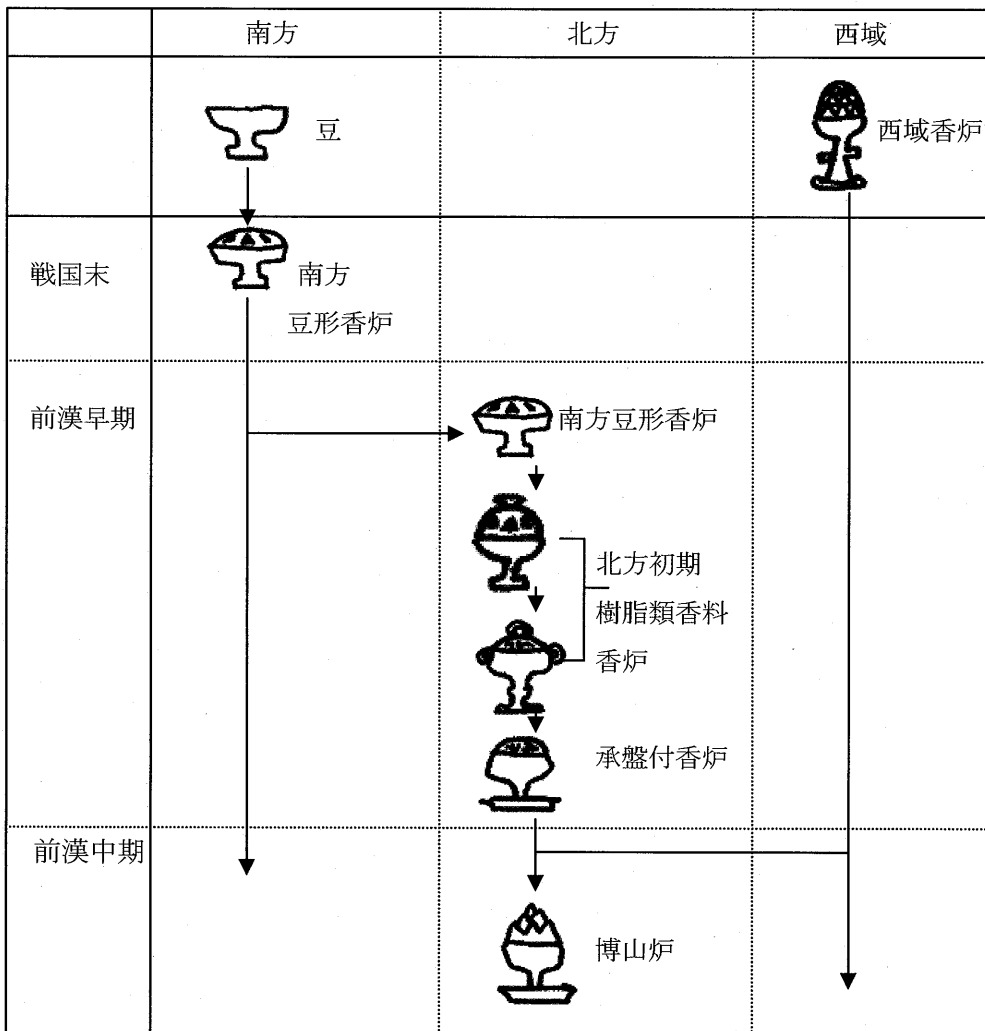 南方
北方
西域
豆
西域香炉
戦国末
南方
豆形香炉
前漢早期
南方豆形香炉
北方初期
樹脂類香料
香炉
承盤付香炉
前漢中期
博山炉